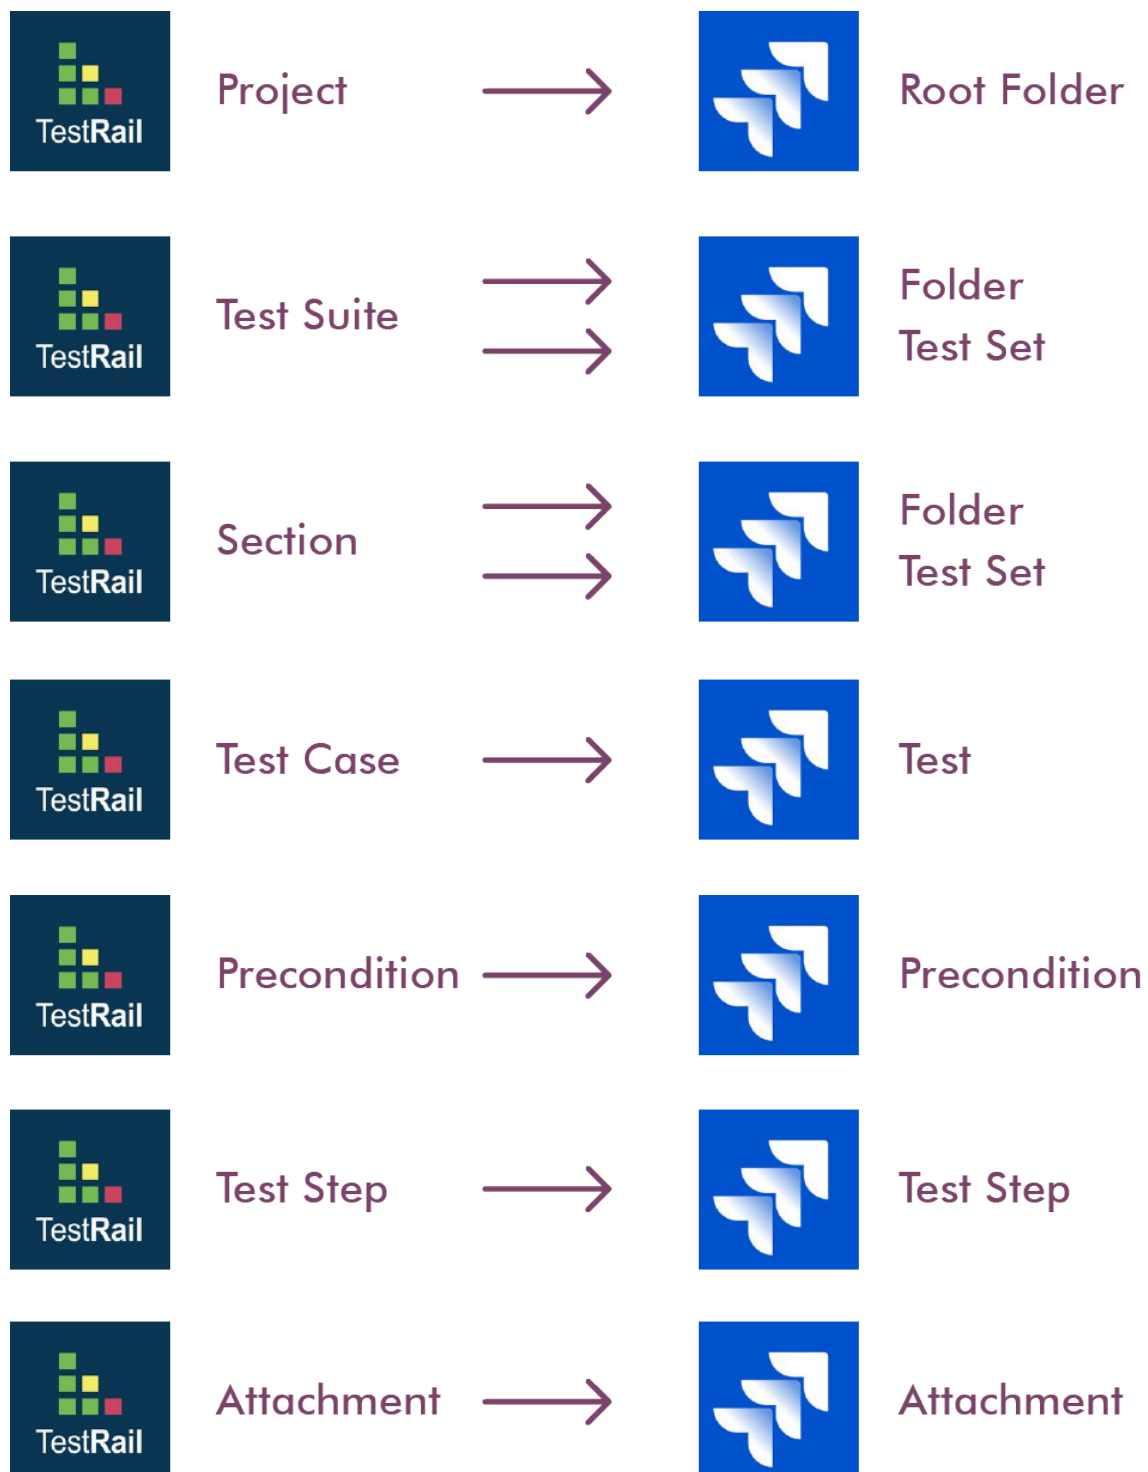 TestRail
Project
Root Folder
TestRail
Test Suite
Folder
Test Set
TestRail
Section
Folder
Test Set
TestRail
Test Case
Test
TestRail
Precondition
Precondition
TestRail
Test Step
Test Step
TestRail
Attachment
Attachment